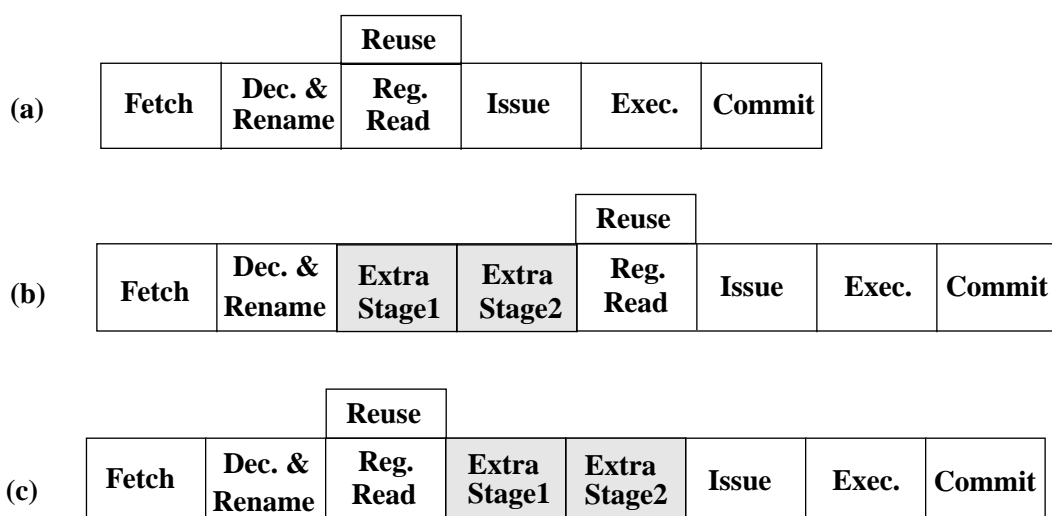 Reuse
(a) Fetch Dec. & Rename Reg. Read Issue Exec. Commit
Reuse
(b) Fetch Dec. & Rename Extra Stage1 Extra Stage2 Reg. Read Issue Exec. Commit
Reuse
(c) Fetch Dec. & Rename Reg. Read Extra Stage1 Extra Stage2 Issue Exec. Commit